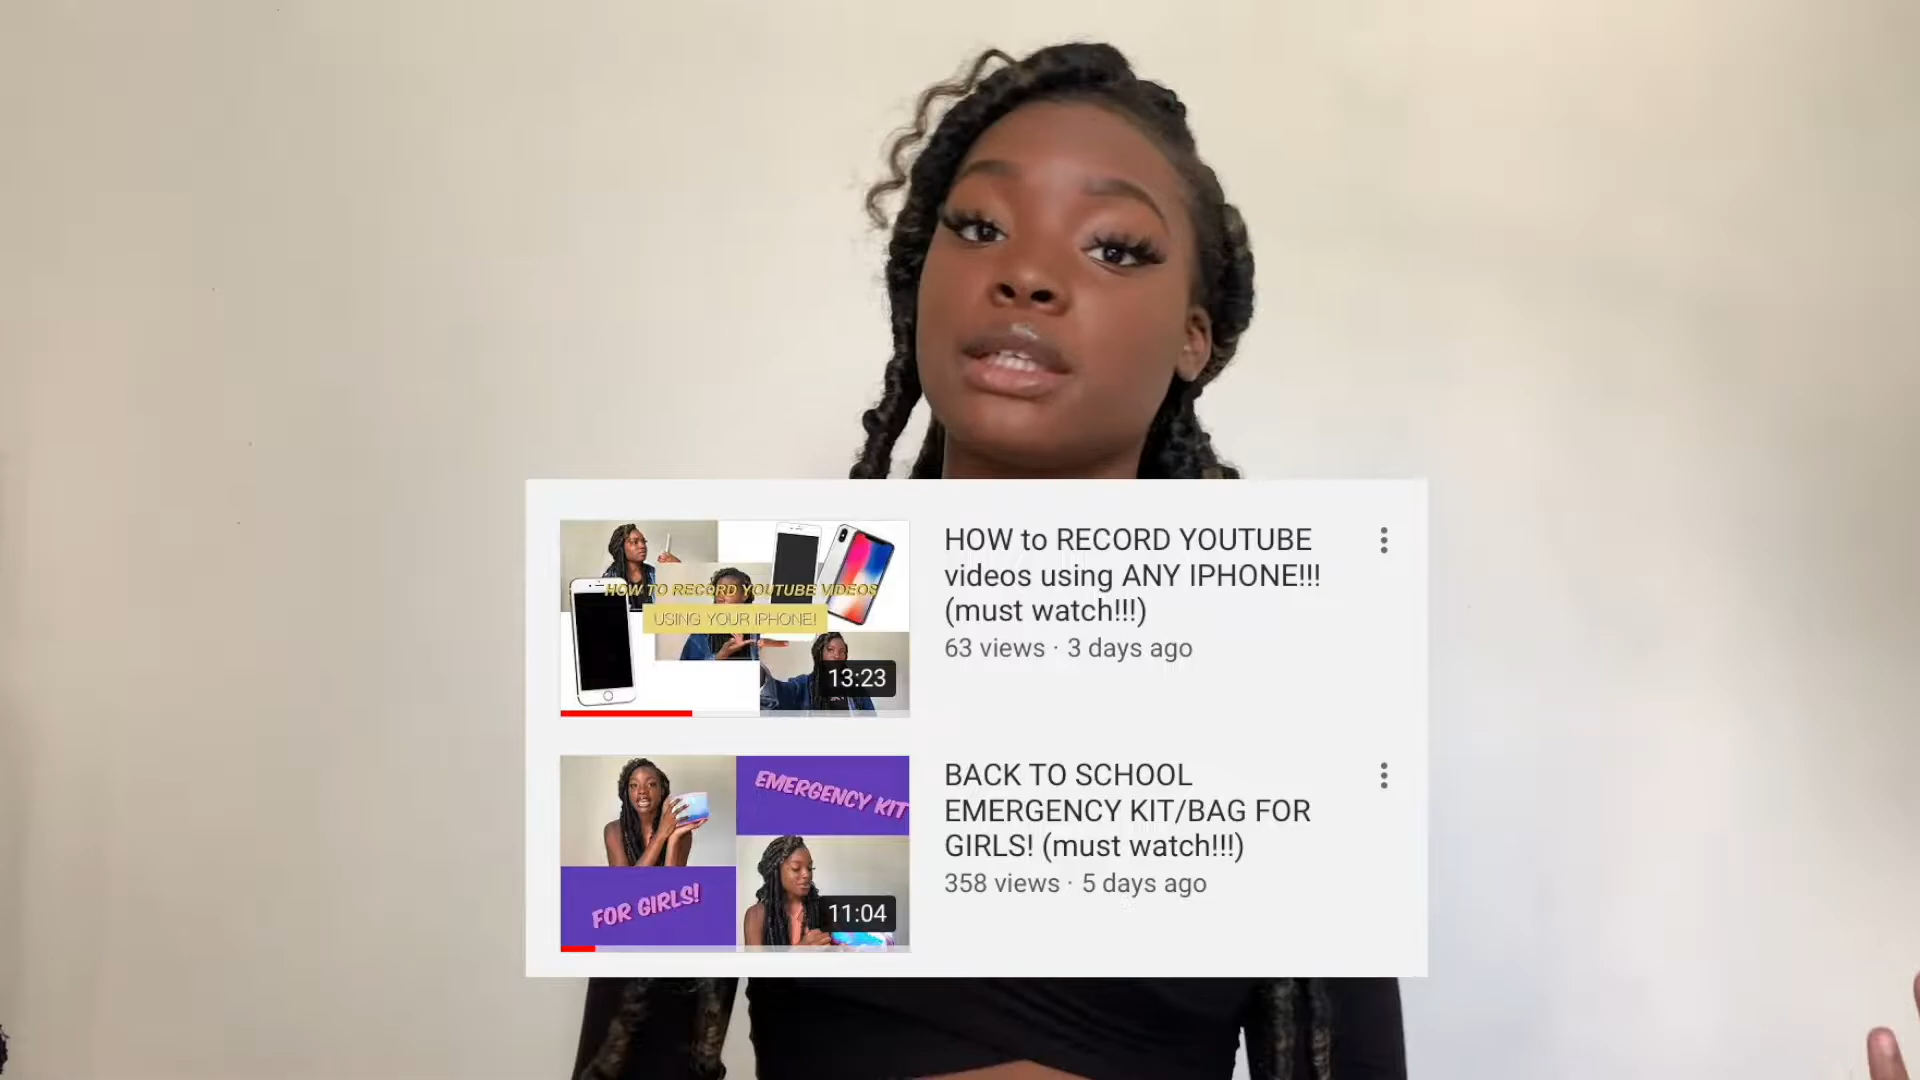 HOW TO RECORD YOUTUBE VIDEOS
USING YOUR IPHONE!
13:23
HOW to RECORD YOUTUBE
videos using ANY IPHONE!!!
(must watch!!!)
63 views · 3 days ago
EMERGENCY KIT
FOR GIRLS!
11:04
BACK TO SCHOOL
EMERGENCY KIT/BAG FOR
GIRLS! (must watch!!!)
358 views · 5 days ago